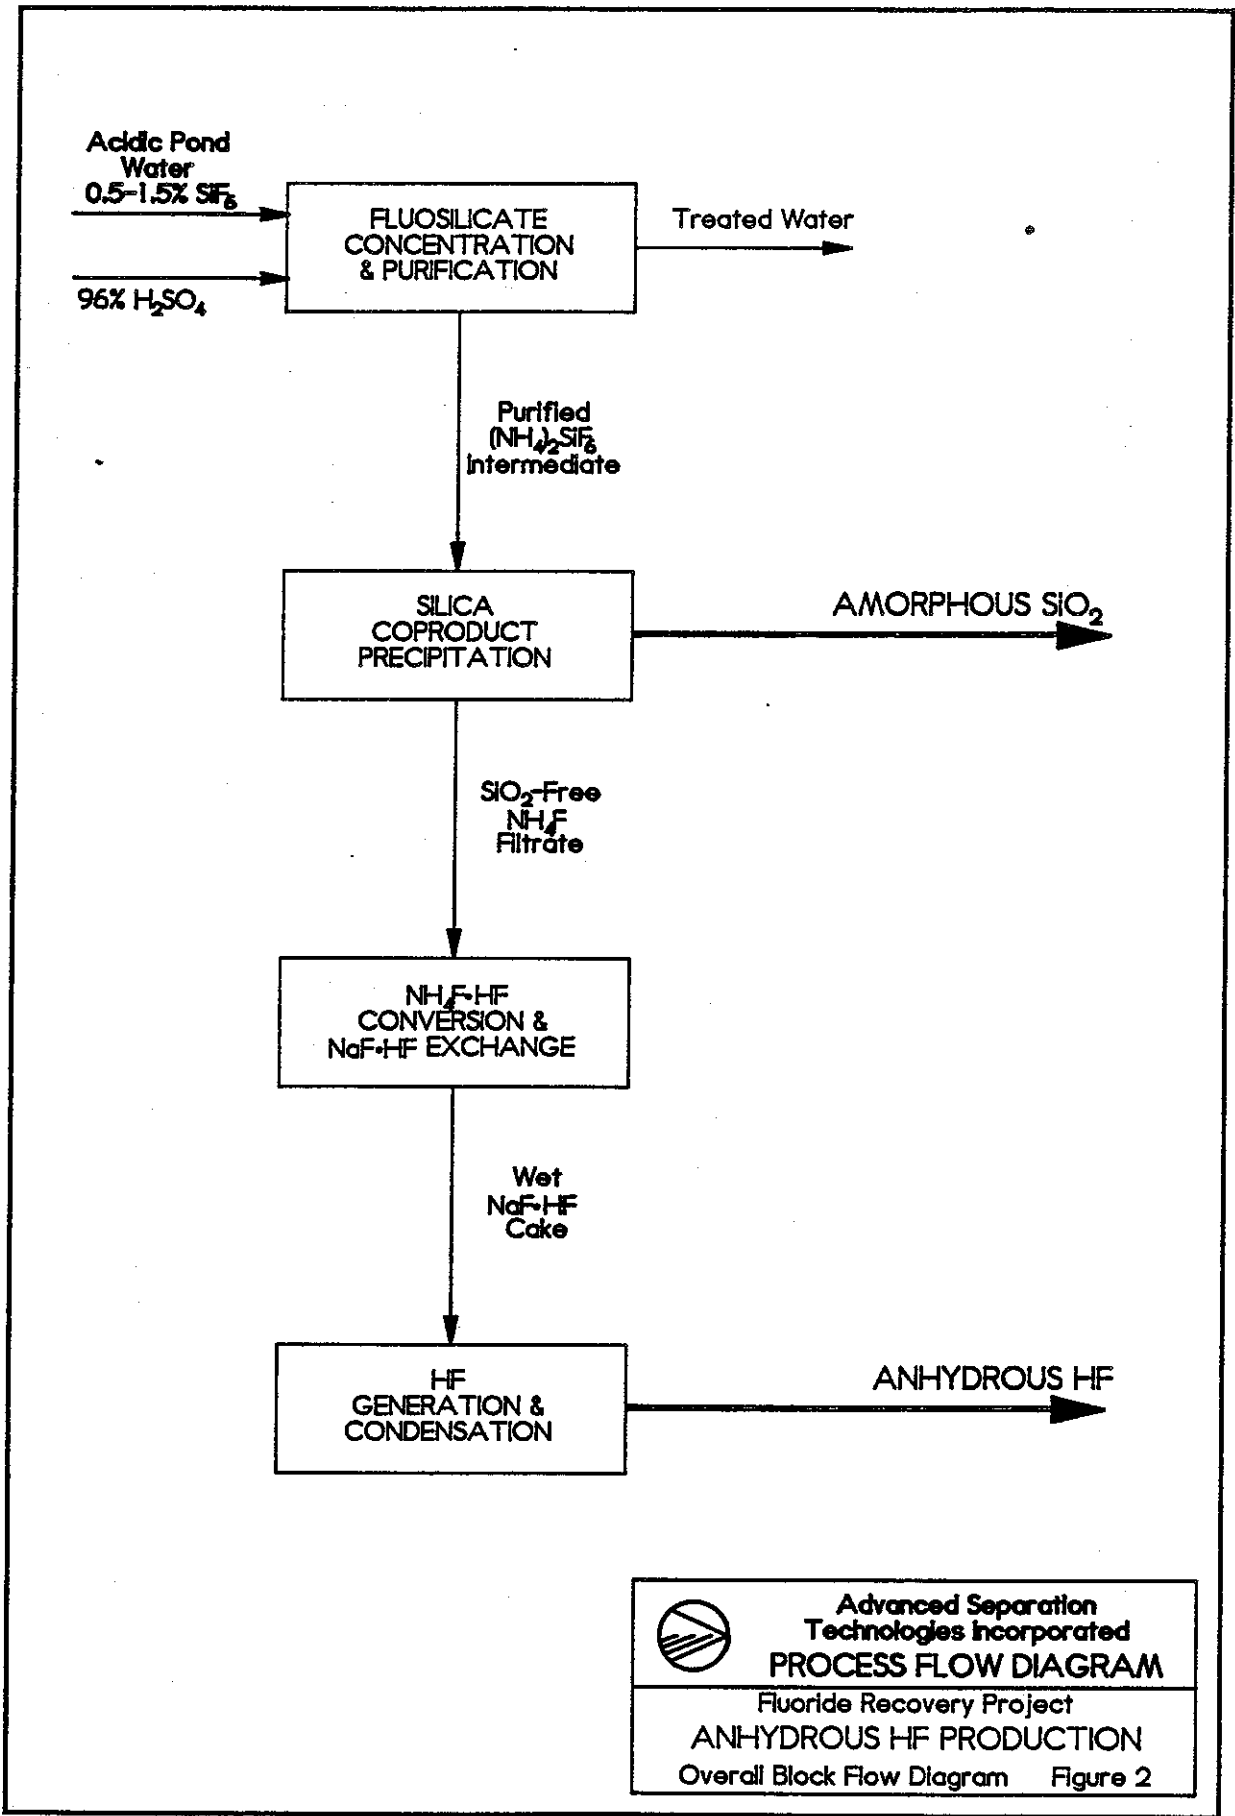 Acidic Pond
Water
0.5-1.5% SiF₆
96% H₂SO₄
FLUOSILICATE
CONCENTRATION
& PURIFICATION
Treated Water
Purified
(NH₄)₂SiF₆
Intermediate
SILICA
COPRODUCT
PRECIPITATION
AMORPHOUS SiO₂
SiO₂-Free
NH₄F
Filtrate
NH₄F•HF
CONVERSION &
NaF•HF EXCHANGE
Wet
NaF•HF
Cake
HF
GENERATION &
CONDENSATION
ANHYDROUS HF
Advanced Separation
Technologies Incorporated
PROCESS FLOW DIAGRAM
Fluoride Recovery Project
ANHYDROUS HF PRODUCTION
Overall Block Flow Diagram Figure 2